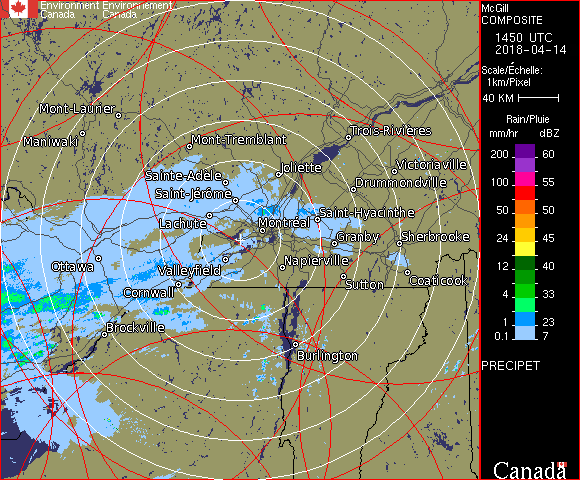 Environment Environnement
Canada Canada
McGill
COMPOSITE
1450 UTC
2018-04-14
Scale/Échelle:
1km/Pixel
40 KM
Rain/Pluie
mm/hr dBZ
200 60
100 55
50 50
24 45
12 40
4 33
1 23
0.1 7
PRECIPET
Canada
Mont-Laurier
Maniwaki
Mont-Tremblant
Trois-Rivières
Joliette
Victoriaville
Sainte-Adèle
Drummondville
Saint-Jérôme
Saint-Hyacinthe
Lachute
Montréal
Granby
Sherbrooke
Ottawa
Valleyfield
Napierville
Cornwall
Sutton
Coaticook
Brockville
Burlington